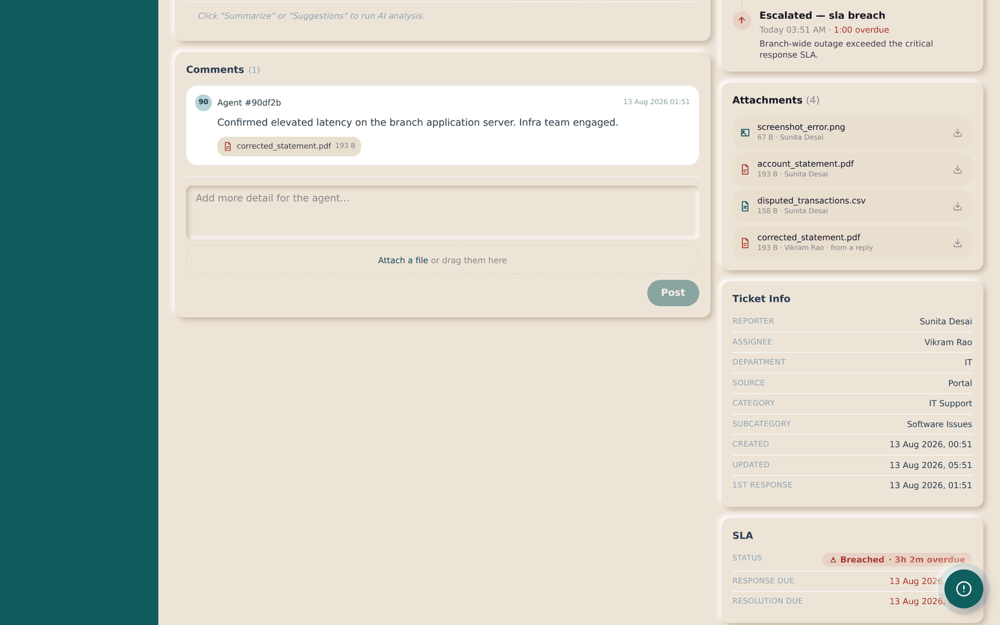 Click "Summarize" or "Suggestions" to run AI analysis.
Comments (1)
90
Agent #90df2b
13 Aug 2026 01:51
Confirmed elevated latency on the branch application server. Infra team engaged.
corrected_statement.pdf 193 B
Add more detail for the agent...
Attach a file or drag them here
Post
Escalated — sla breach
Today 03:51 AM · 1:00 overdue
Branch-wide outage exceeded the critical
response SLA.
Attachments (4)
screenshot_error.png
67 B · Sunita Desai
account_statement.pdf
193 B · Sunita Desai
disputed_transactions.csv
158 B · Sunita Desai
corrected_statement.pdf
193 B · Vikram Rao · from a reply
Ticket Info
REPORTER Sunita Desai
ASSIGNEE Vikram Rao
DEPARTMENT IT
SOURCE Portal
CATEGORY IT Support
SUBCATEGORY Software Issues
CREATED 13 Aug 2026, 00:51
UPDATED 13 Aug 2026, 05:51
1ST RESPONSE 13 Aug 2026, 01:51
SLA
STATUS Breached · 3h 2m overdue
RESPONSE DUE 13 Aug 2026
RESOLUTION DUE 13 Aug 2026,